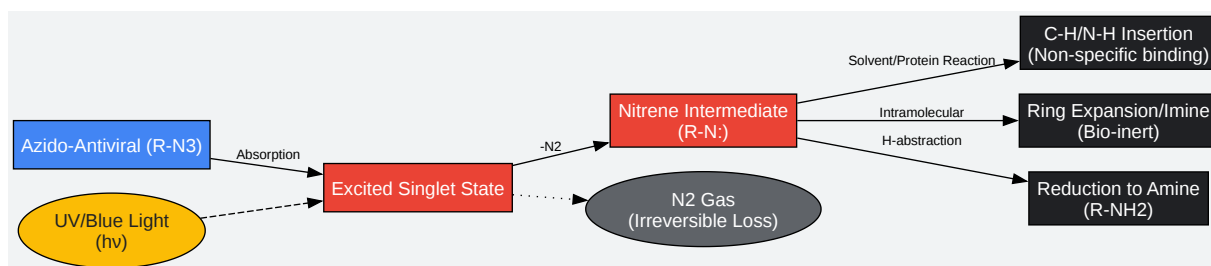 Azido-Antiviral (R-N3)
UV/Blue Light
(hν)
Absorption
Excited Singlet State
-N2
Nitrene Intermediate
(R-N:)
N2 Gas
(Irreversible Loss)
Solvent/Protein Reaction
Intramolecular
H-abstraction
C-H/N-H Insertion
(Non-specific binding)
Ring Expansion/Imine
(Bio-inert)
Reduction to Amine
(R-NH2)